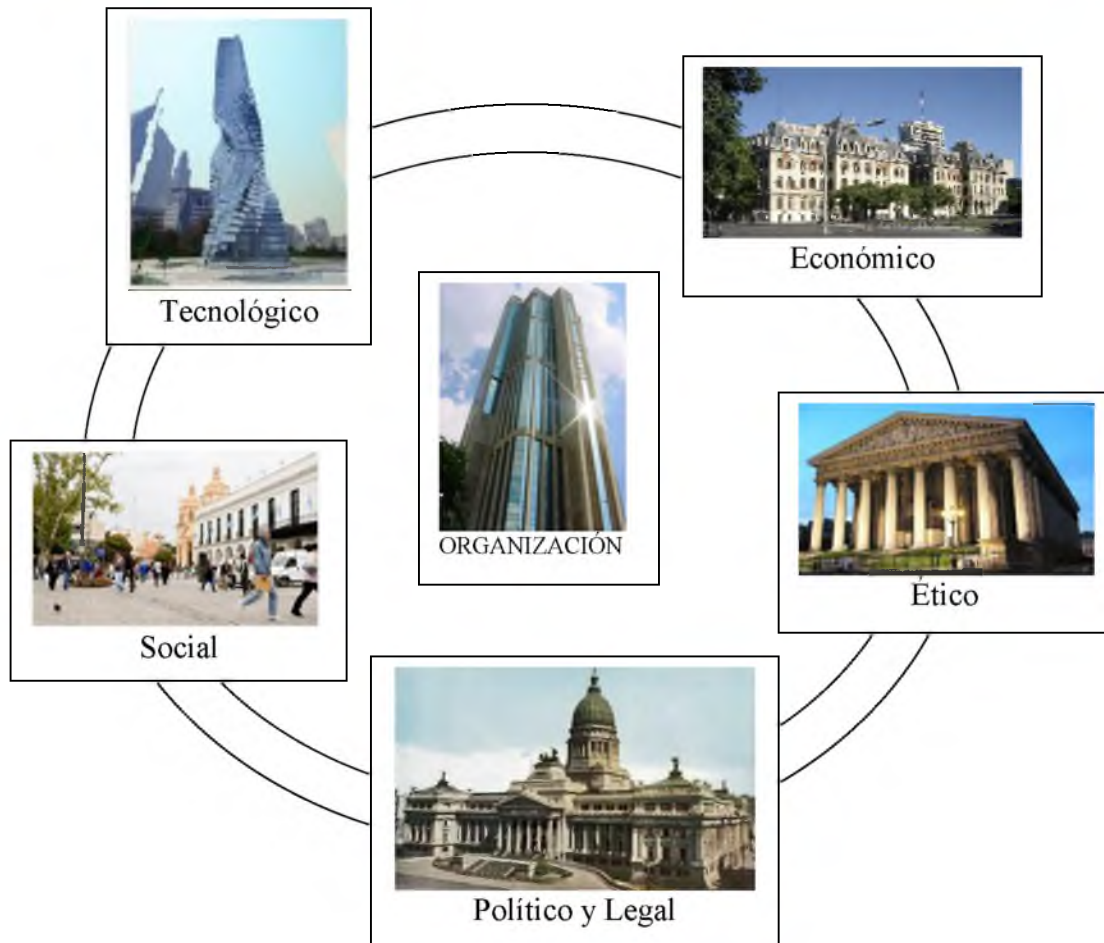 Tecnológico
Económico
ORGANIZACIÓN
Ético
Social
Político y Legal